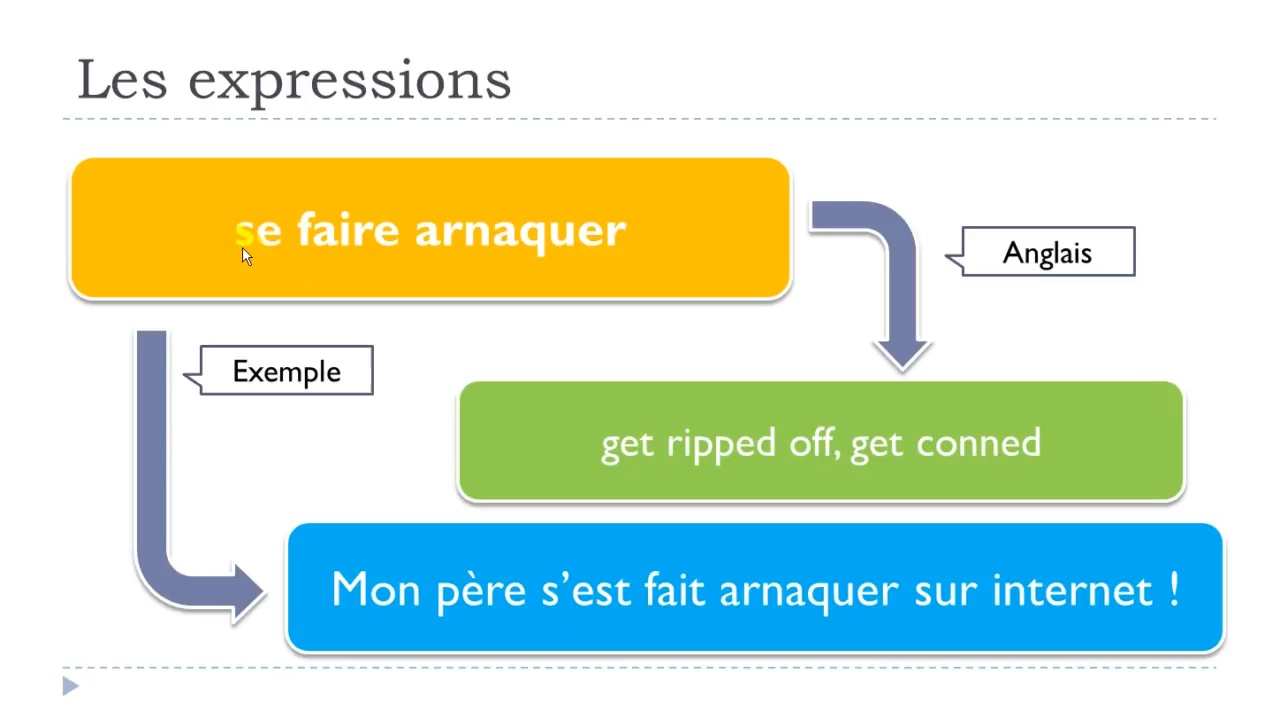 Les expressions
se faire arnaquer
Anglais
Exemple
get ripped off, get conned
Mon père s’est fait arnaquer sur internet !